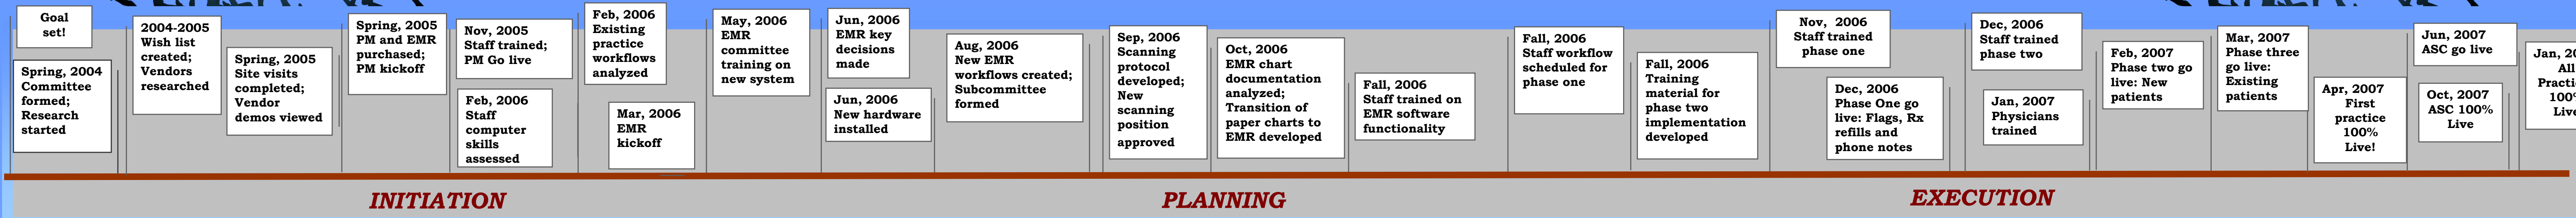 Goal
set!
Spring, 2004
Committee
formed;
Research
started
2004-2005
Wish list
created;
Vendors
researched
Spring, 2005
Site visits
completed;
Vendor
demos viewed
Spring, 2005
PM and EMR
purchased;
PM kickoff
Nov, 2005
Staff trained;
PM Go live
Feb, 2006
Staff
computer
skills
assessed
Feb, 2006
Existing
practice
workflows
analyzed
Mar, 2006
EMR
kickoff
May, 2006
EMR
committee
training on
new system
Jun, 2006
EMR key
decisions
made
Jun, 2006
New hardware
installed
Aug, 2006
New EMR
workflows created;
Subcommittee
formed
Sep, 2006
Scanning
protocol
developed;
New
scanning
position
approved
Oct, 2006
EMR chart
documentation
analyzed;
Transition of
paper charts to
EMR developed
Fall, 2006
Staff trained on
EMR software
functionality
Fall, 2006
Staff workflow
scheduled for
phase one
Fall, 2006
Training
material for
phase two
implementation
developed
Nov, 2006
Staff trained
phase one
Dec, 2006
Phase One go
live: Flags, Rx
refills and
phone notes
Dec, 2006
Staff trained
phase two
Jan, 2007
Physicians
trained
Feb, 2007
Phase two go
live: New
patients
Mar, 2007
Phase three
go live:
Existing
patients
Apr, 2007
First
practice
100%
Live!
Jun, 2007
ASC go live
Oct, 2007
ASC 100%
Live
Jan, 20
All
Practi
100
Live
INITIATION
PLANNING
EXECUTION